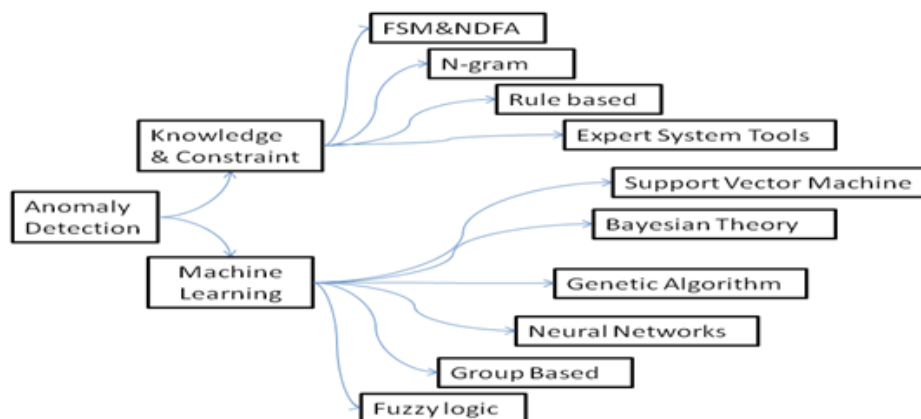 FSM&NDFA
N-gram
Rule based
Expert System Tools
Knowledge
& Constraint
Anomaly
Detection
Machine
Learning
Support Vector Machine
Bayesian Theory
Genetic Algorithm
Neural Networks
Group Based
Fuzzy logic